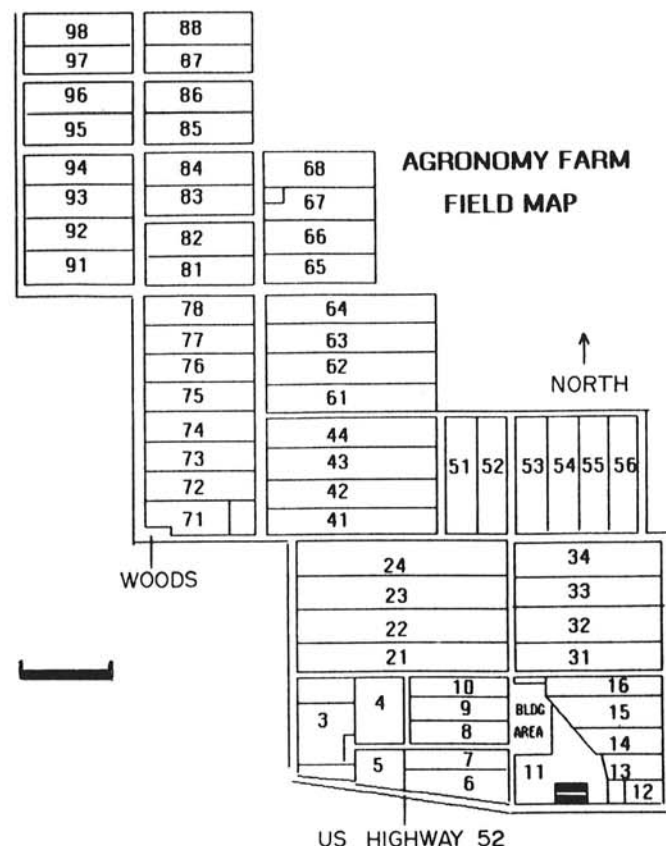 98 88
97 87
96 86
95 85
94 84 68
93 83 67
92 82 66
91 81 65
AGRONOMY FARM
FIELD MAP
78 64
77 63
76 62
75 61
NORTH
74 44
73 43
72 42
71 41
51 52 53 54 55 56
WOODS
24 34
23 33
22 32
21 31
3 4 10 16
9 BLDG 15
8 AREA 14
5 7 11 13
6 12
US HIGHWAY 52